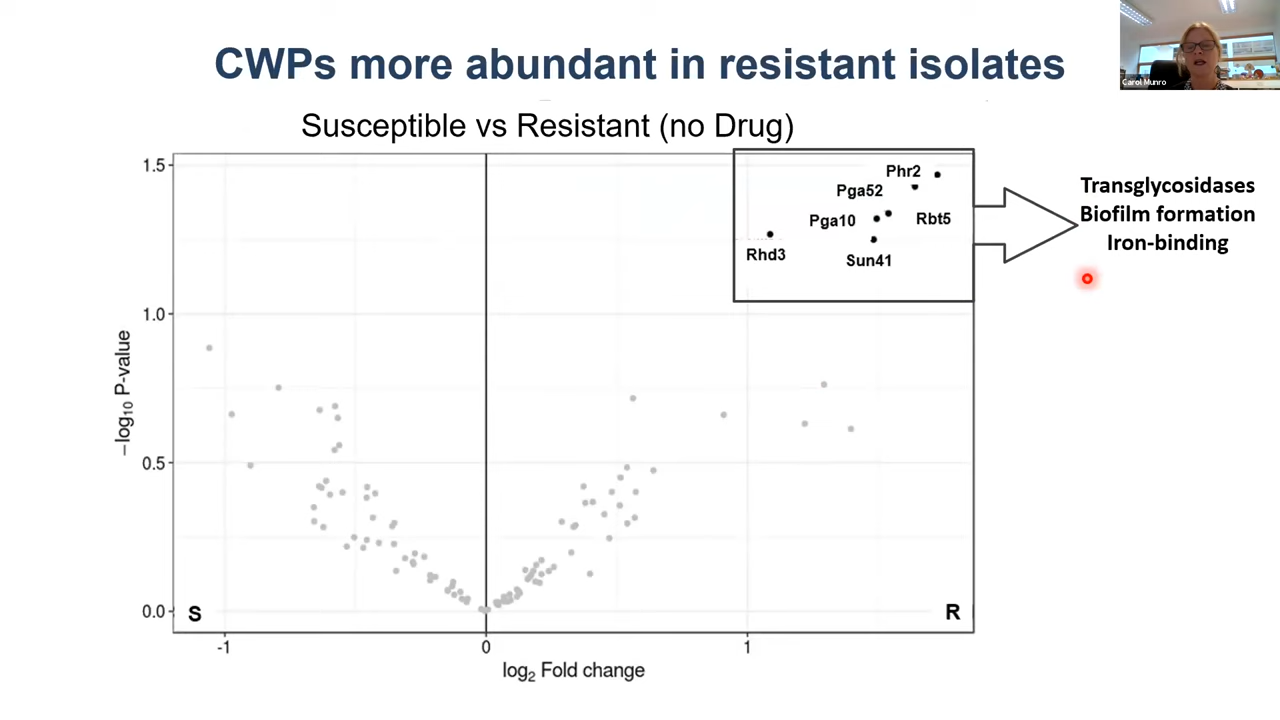 CWPs more abundant in resistant isolates
Carol Munro
Susceptible vs Resistant (no Drug)
1.5
1.0
0.5
0.0
−log10 P-value
Phr2
Pga52
Pga10
Rbt5
Rhd3
Sun41
Transglycosidases
Biofilm formation
Iron-binding
S
R
-1
0
1
log2 Fold change